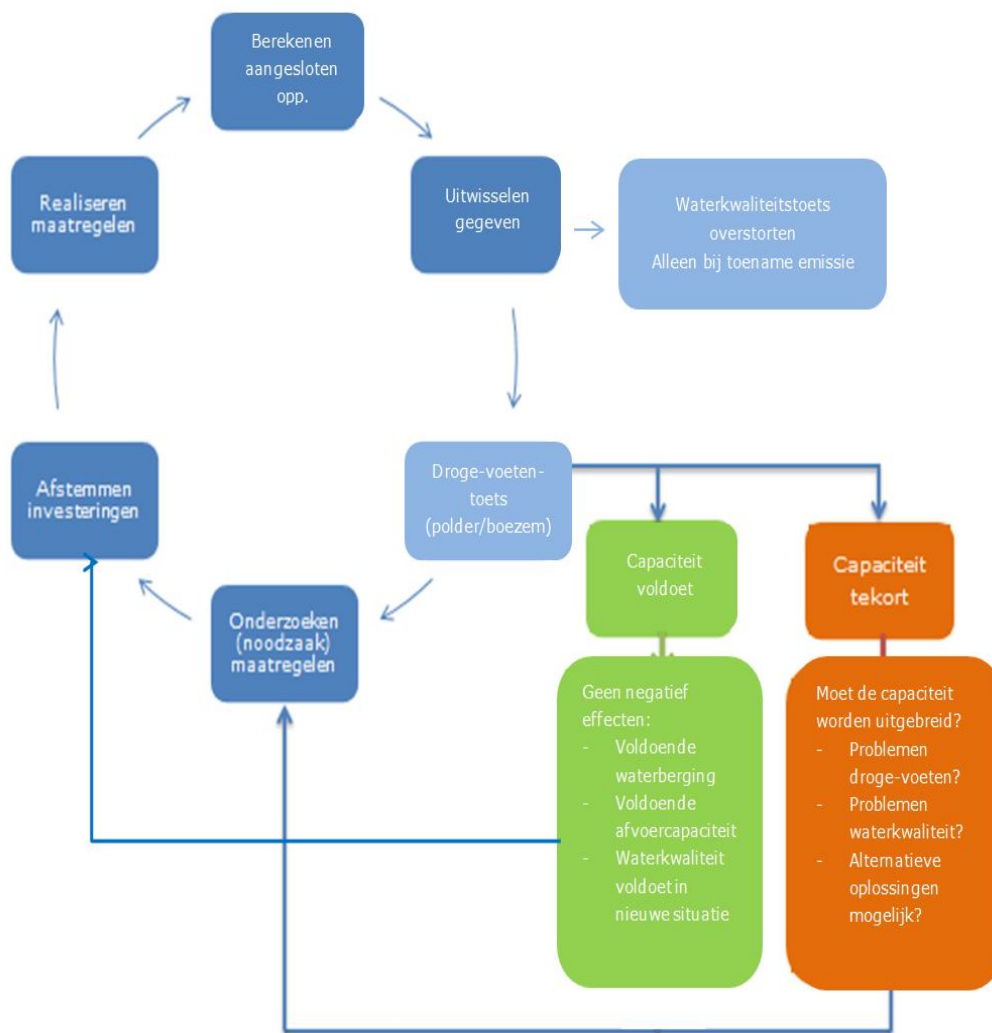 Berekenen
aangesloten
opp.
Uitwisselen
gegeven
Waterkwaliteitstoets
overstorten
Alleen bij toename emissie
Realiseren
maatregelen
Afstemmen
investeringen
Droge-voeten-
toets
(polder/boezem)
Onderzoeken
(noodzaak)
maatregelen
Capaciteit
voldoet
Capaciteit
tekort
Geen negatief
effecten:
- Voldoende
waterberging
- Voldoende
afvoercapaciteit
- Waterkwaliteit
voldoet in
nieuwe situatie
Moet de capaciteit
worden uitgebreid?
- Problemen
droge-voeten?
- Problemen
waterkwaliteit?
- Alternatieve
oplossingen
mogelijk?